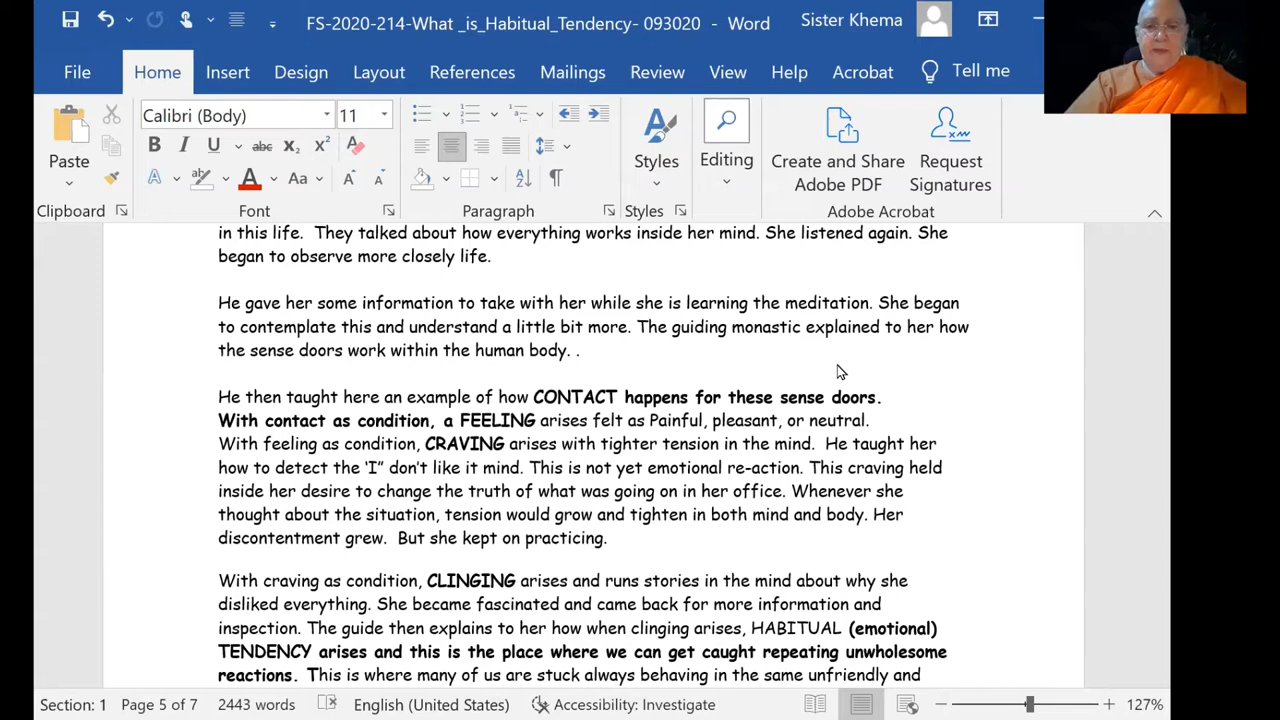 FS-2020-214-What _is_Habitual_Tendency- 093020 - Word
Sister Khema
File Home Insert Design Layout References Mailings Review View Help Acrobat Tell me
Calibri (Body) 11
Paste
Styles
Editing
Create and Share Adobe PDF
Request Signatures
Clipboard Font Paragraph Styles Adobe Acrobat
in this life. They talked about how everything works inside her mind. She listened again. She
began to observe more closely life.
He gave her some information to take with her while she is learning the meditation. She began
to contemplate this and understand a little bit more. The guiding monastic explained to her how
the sense doors work within the human body. .
He then taught here an example of how CONTACT happens for these sense doors.
With contact as condition, a FEELING arises felt as Painful, pleasant, or neutral.
With feeling as condition, CRAVING arises with tighter tension in the mind. He taught her
how to detect the ‘I” don’t like it mind. This is not yet emotional re-action. This craving held
inside her desire to change the truth of what was going on in her office. Whenever she
thought about the situation, tension would grow and tighten in both mind and body. Her
discontentment grew. But she kept on practicing.
With craving as condition, CLINGING arises and runs stories in the mind about why she
disliked everything. She became fascinated and came back for more information and
inspection. The guide then explains to her how when clinging arises, HABITUAL (emotional)
TENDENCY arises and this is the place where we can get caught repeating unwholesome
reactions. This is where many of us are stuck always behaving in the same unfriendly and
Section: 1 Page 5 of 7 2443 words English (United States) Accessibility: Investigate 127%